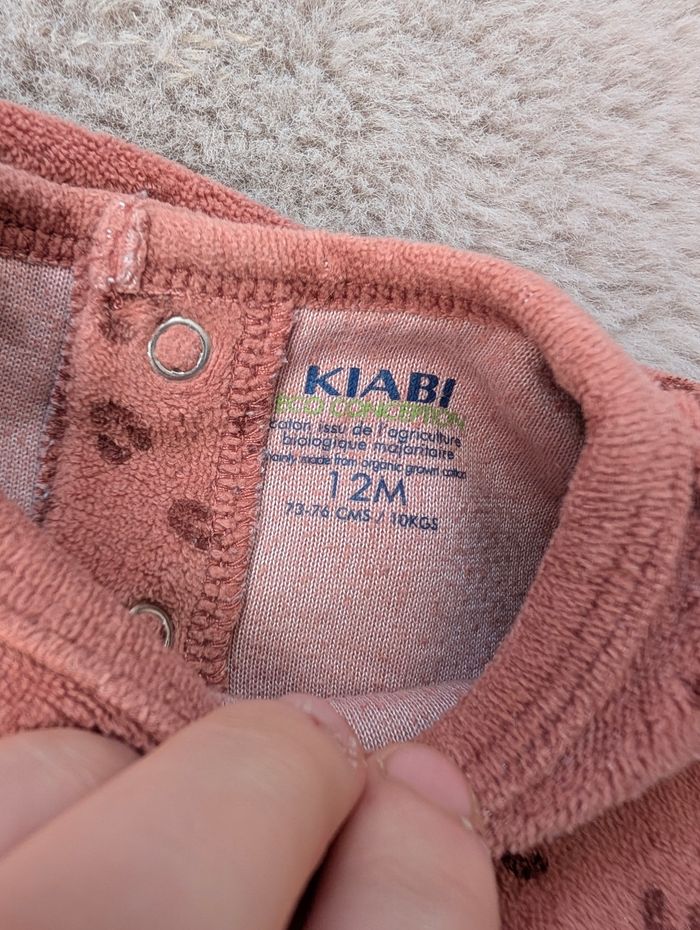 KIABI
ECO CONCEPTION
coton issu de l'agriculture
biologique majoritaire
mainly made from organic grown cotton
12M
73-76 CMS / 10KGS